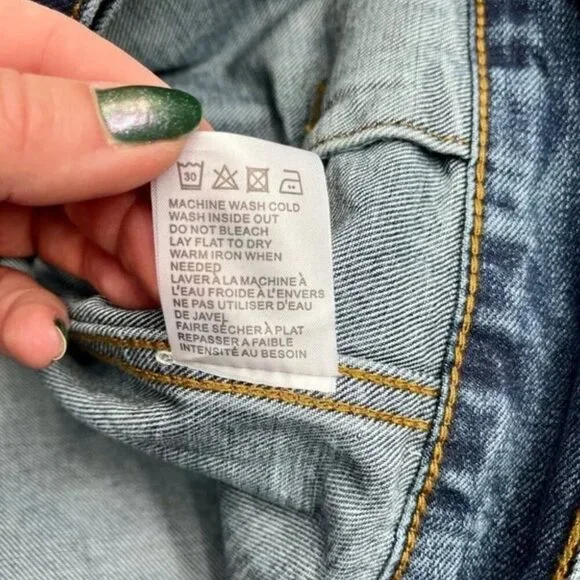 30
MACHINE WASH COLD
WASH INSIDE OUT
DO NOT BLEACH
LAY FLAT TO DRY
WARM IRON WHEN
NEEDED
LAVER À LA MACHINE À
L'EAU FROIDE À L'ENVERS
NE PAS UTILISER D'EAU
DE JAVEL
FAIRE SÉCHER À PLAT
REPASSER A FAIBLE
INTENSITÉ AU BESOIN